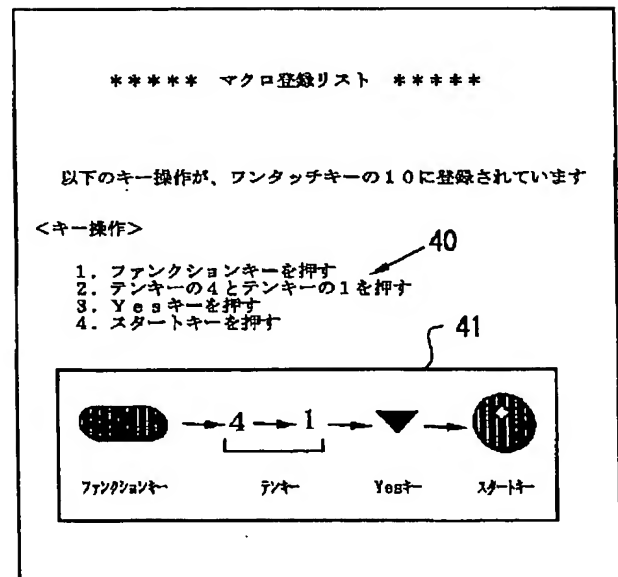 ＊＊＊＊＊ マクロ登録リスト ＊＊＊＊＊
以下のキー操作が、ワンタッチキーの１０に登録されています
＜キー操作＞
40
１．ファンクションキーを押す
２．テンキーの４とテンキーの１を押す
３．Ｙｅｓキーを押す
４．スタートキーを押す
41
4 1
ファンクションキー テンキー Yesキー スタートキー